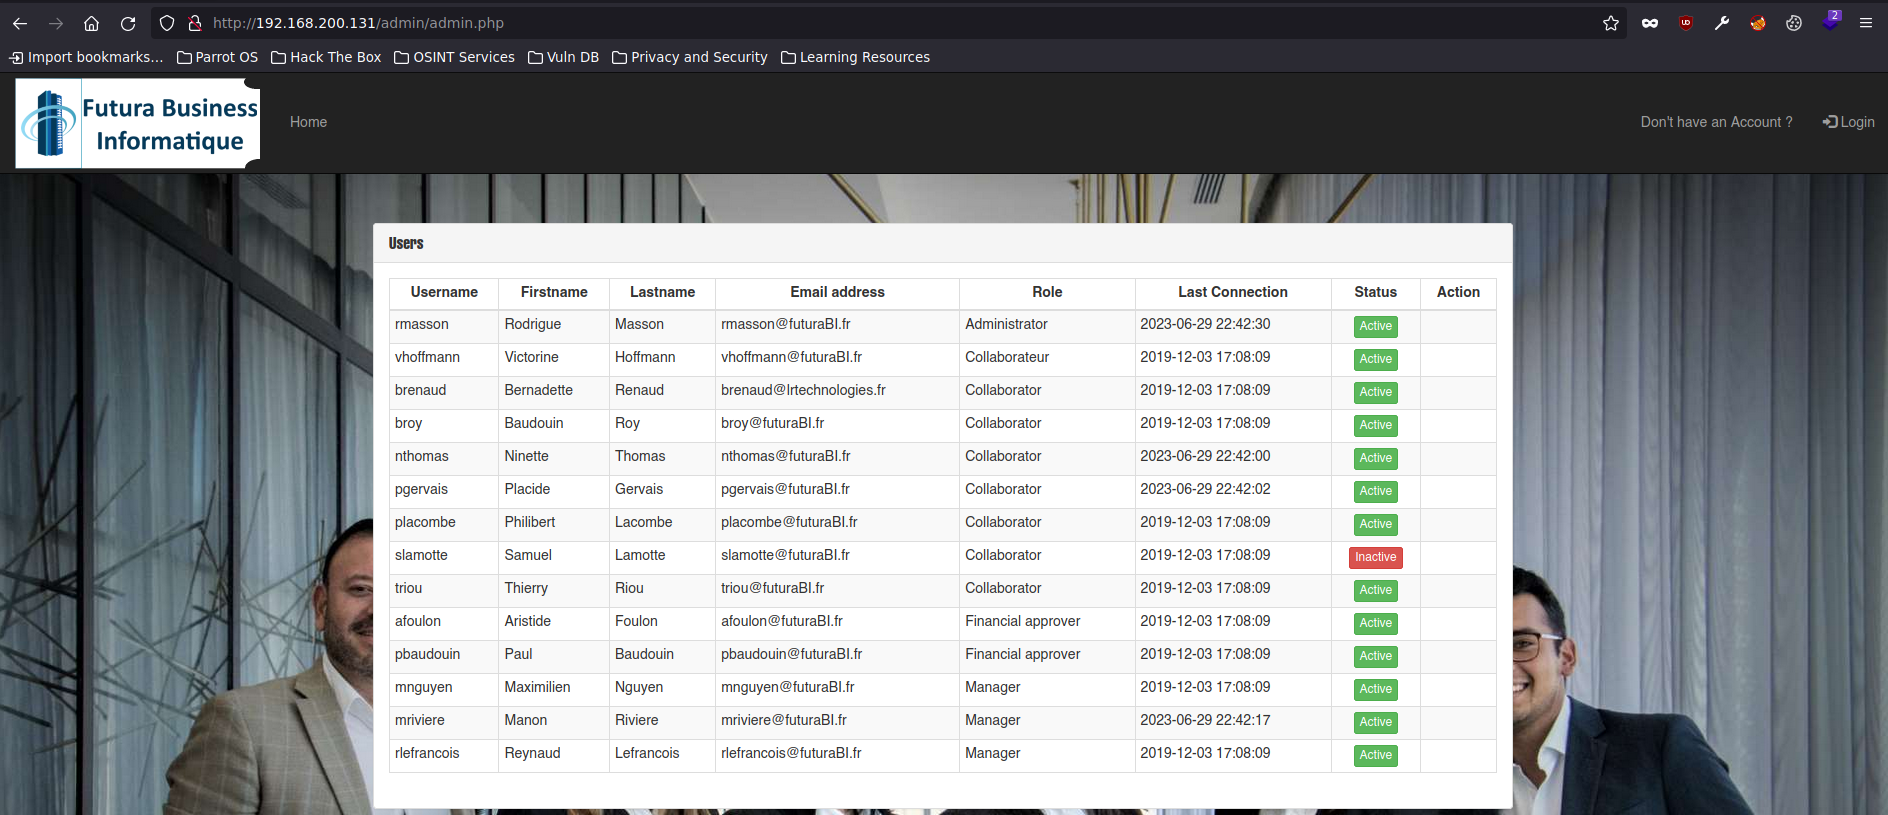 http://192.168.200.131/admin/admin.php
2
Import bookmarks... Parrot OS Hack The Box OSINT Services Vuln DB Privacy and Security Learning Resources
Futura Business
Informatique
Home Don't have an Account ? Login
Users
Username Firstname Lastname Email address Role Last Connection Status Action
rmasson Rodrigue Masson rmasson@futuraBI.fr Administrator 2023-06-29 22:42:30 Active
vhoffmann Victorine Hoffmann vhoffmann@futuraBI.fr Collaborateur 2019-12-03 17:08:09 Active
brenaud Bernadette Renaud brenaud@lrtechnologies.fr Collaborator 2019-12-03 17:08:09 Active
broy Baudouin Roy broy@futuraBI.fr Collaborator 2019-12-03 17:08:09 Active
nthomas Ninette Thomas nthomas@futuraBI.fr Collaborator 2023-06-29 22:42:00 Active
pgervais Placide Gervais pgervais@futuraBI.fr Collaborator 2023-06-29 22:42:02 Active
placombe Philibert Lacombe placombe@futuraBI.fr Collaborator 2019-12-03 17:08:09 Active
slamotte Samuel Lamotte slamotte@futuraBI.fr Collaborator 2019-12-03 17:08:09 Inactive
triou Thierry Riou triou@futuraBI.fr Collaborator 2019-12-03 17:08:09 Active
afoulon Aristide Foulon afoulon@futuraBI.fr Financial approver 2019-12-03 17:08:09 Active
pbaudouin Paul Baudouin pbaudouin@futuraBI.fr Financial approver 2019-12-03 17:08:09 Active
mnguyen Maximilien Nguyen mnguyen@futuraBI.fr Manager 2019-12-03 17:08:09 Active
mriviere Manon Riviere mriviere@futuraBI.fr Manager 2023-06-29 22:42:17 Active
rlefrancois Reynaud Lefrancois rlefrancois@futuraBI.fr Manager 2019-12-03 17:08:09 Active